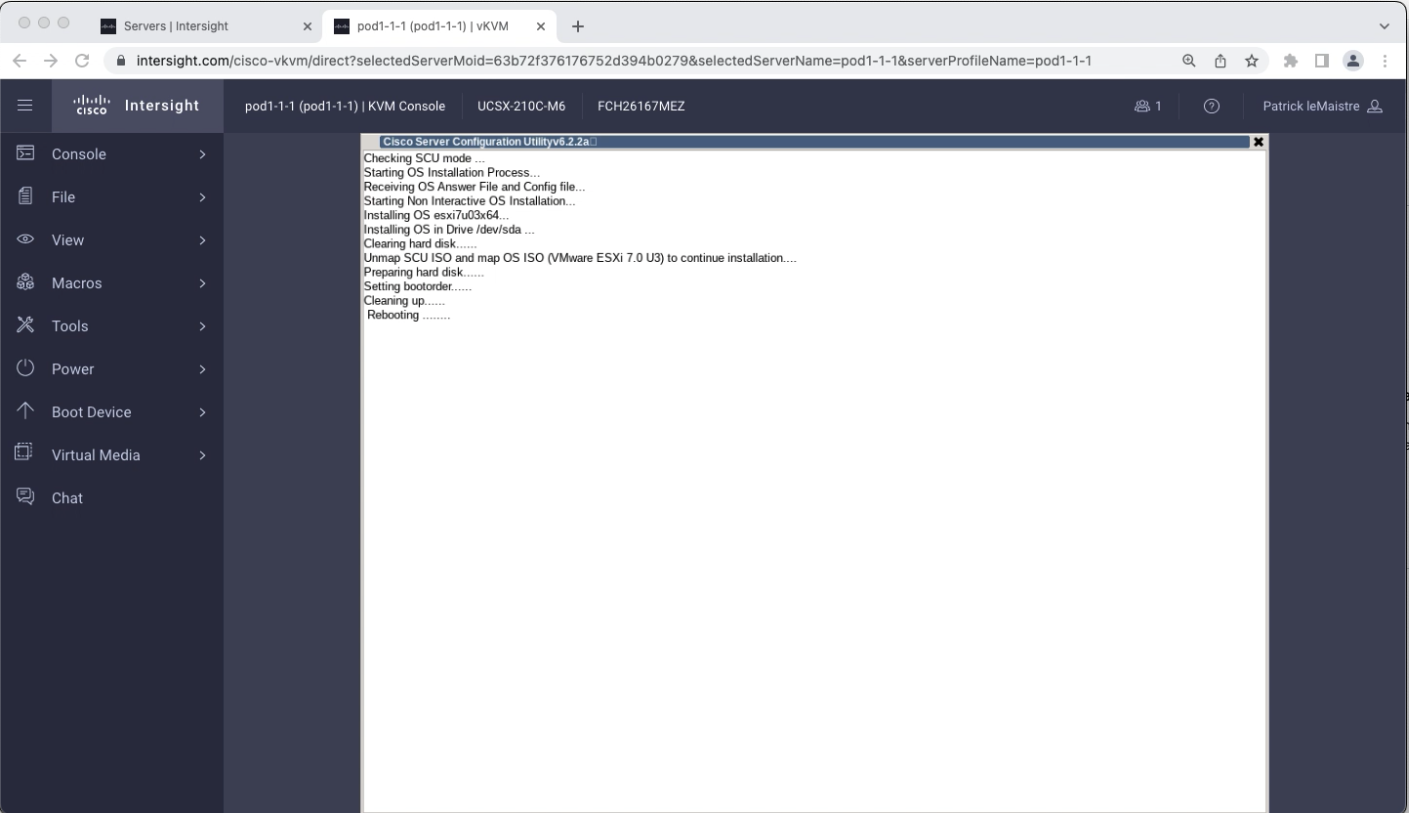 Servers | Intersight
pod1-1-1 (pod1-1-1) | vKVM
intersight.com/cisco-vkvm/direct?selectedServerMoid=63b72f376176752d394b0279&selectedServerName=pod1-1-1&serverProfileName=pod1-1-1
cisco Intersight
pod1-1-1 (pod1-1-1) | KVM Console
UCSX-210C-M6
FCH26167MEZ
1
Patrick leMaistre
Console
File
View
Macros
Tools
Power
Boot Device
Virtual Media
Chat
Cisco Server Configuration Utilityv6.2.2a
Checking SCU mode ...
Starting OS Installation Process...
Receiving OS Answer File and Config file...
Starting Non Interactive OS Installation...
Installing OS esxi7u03x64...
Installing OS in Drive /dev/sda ...
Clearing hard disk......
Unmap SCU ISO and map OS ISO (VMware ESXi 7.0 U3) to continue installation....
Preparing hard disk......
Setting bootorder......
Cleaning up......
Rebooting ........